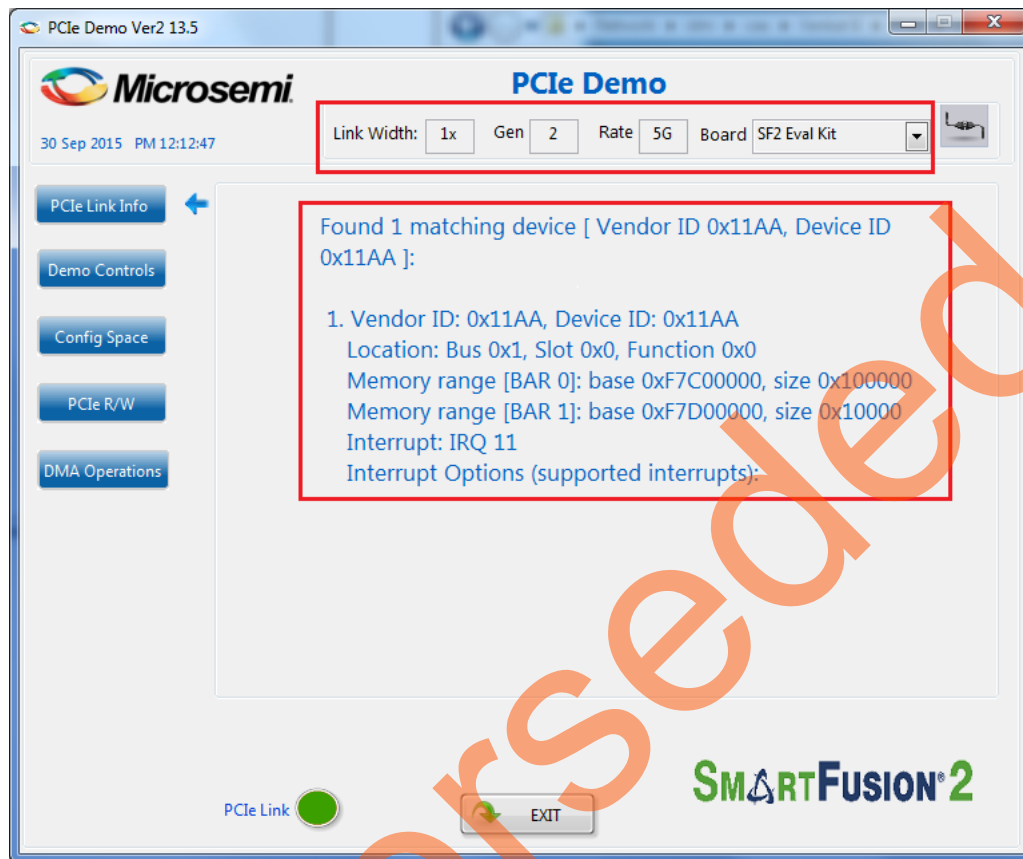 PCIe Demo Ver2 13.5
Microsemi.
PCIe Demo
30 Sep 2015 PM 12:12:47
Link Width: 1x Gen 2 Rate 5G Board SF2 Eval Kit
PCIe Link Info
Demo Controls
Config Space
PCIe R/W
DMA Operations
Found 1 matching device [ Vendor ID 0x11AA, Device ID
0x11AA ]:
1. Vendor ID: 0x11AA, Device ID: 0x11AA
Location: Bus 0x1, Slot 0x0, Function 0x0
Memory range [BAR 0]: base 0xF7C00000, size 0x100000
Memory range [BAR 1]: base 0xF7D00000, size 0x10000
Interrupt: IRQ 11
Interrupt Options (supported interrupts):
PCIe Link
EXIT
SMARTFUSION®2
erseded